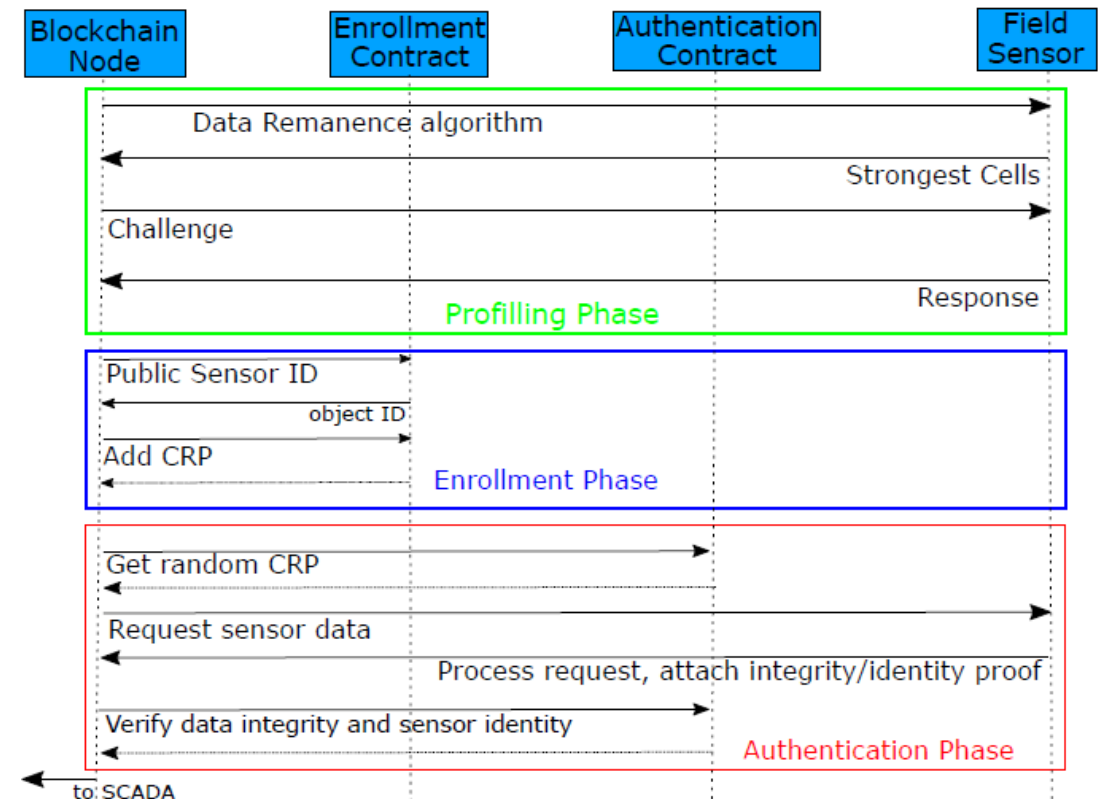 Blockchain
Node
Enrollment
Contract
Authentication
Contract
Field
Sensor
Data Remanence algorithm
Strongest Cells
Challenge
Response
Profilling Phase
Public Sensor ID
object ID
Add CRP
Enrollment Phase
Get random CRP
Request sensor data
Process request, attach integrity/identity proof
Verify data integrity and sensor identity
Authentication Phase
to SCADA